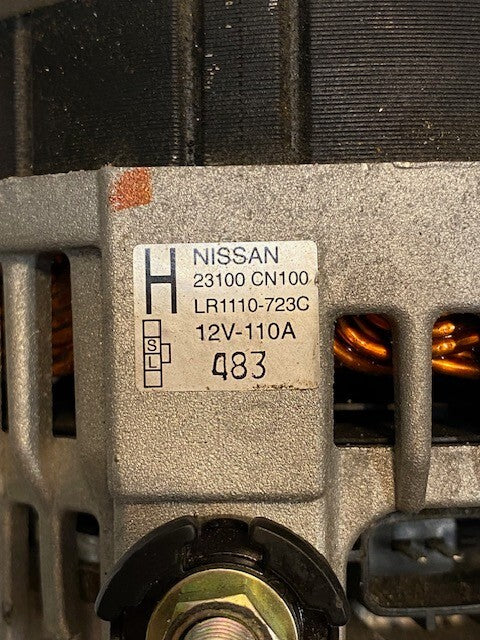 H
NISSAN
23100 CN100
LR1110-723C
12V-110A
S
L
483